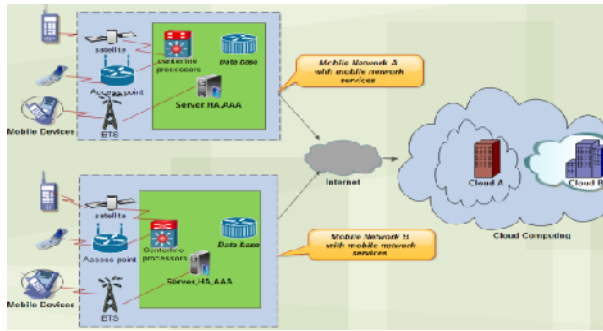 satellite
processors
Data base
Access point
Server,HA,AAA
Mobile Devices
BTS
Mobile Network A
with mobile network
services
Internet
Cloud A
Cloud B
Cloud Computing
satellite
processors
Data base
Access point
Server,HA,AAA
Mobile Devices
BTS
Mobile Network B
with mobile network
services